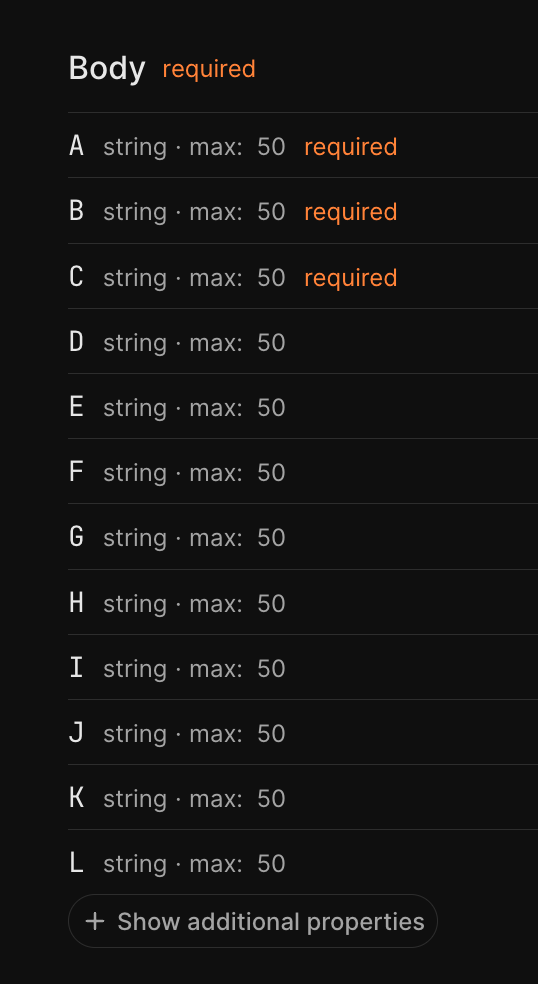 Body required
A string · max: 50 required
B string · max: 50 required
C string · max: 50 required
D string · max: 50
E string · max: 50
F string · max: 50
G string · max: 50
H string · max: 50
I string · max: 50
J string · max: 50
K string · max: 50
L string · max: 50
+ Show additional properties